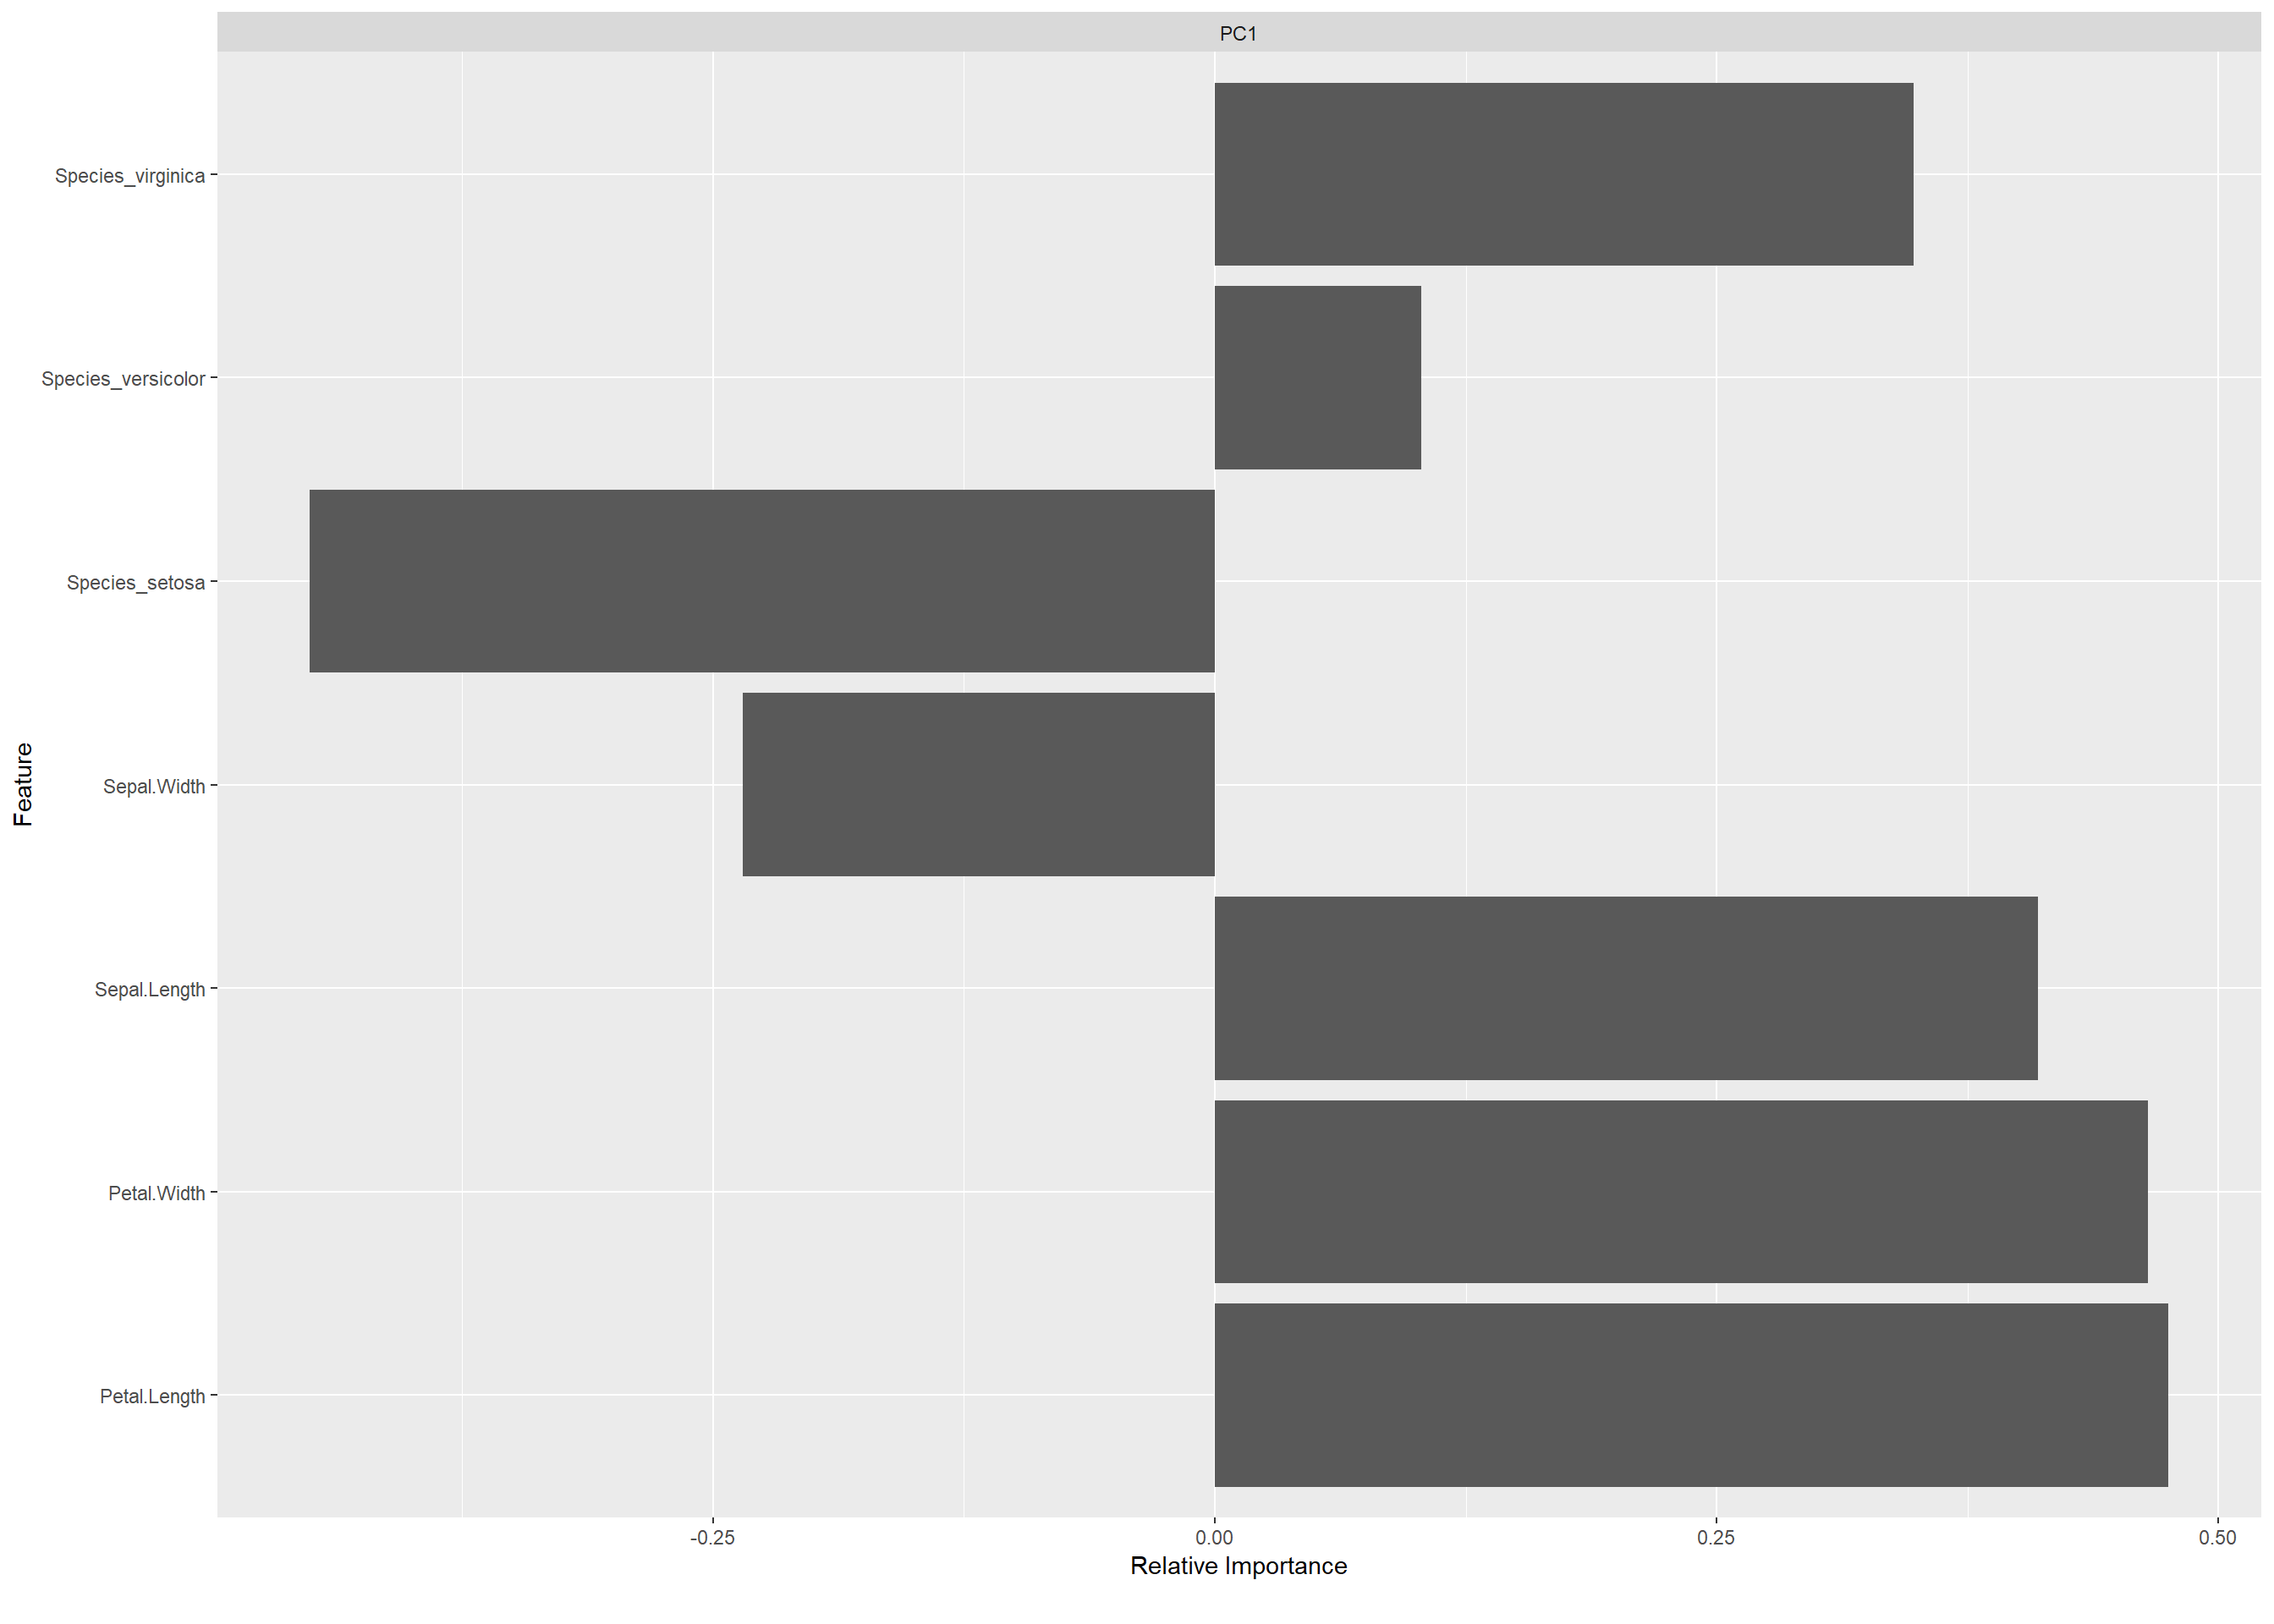 PC1
Species_virginica
Species_versicolor
Species_setosa
Sepal.Width
Sepal.Length
Petal.Width
Petal.Length
Feature
-0.25 0.00 0.25 0.50
Relative Importance